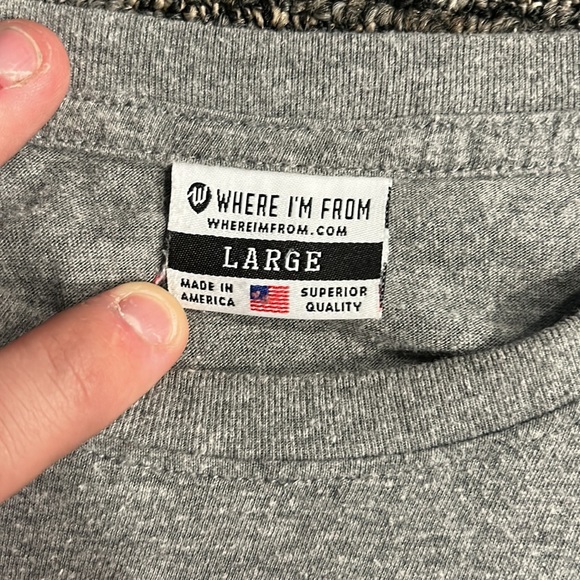 W WHERE I'M FROM
WHEREIMFROM.COM
LARGE
MADE IN
AMERICA
SUPERIOR
QUALITY